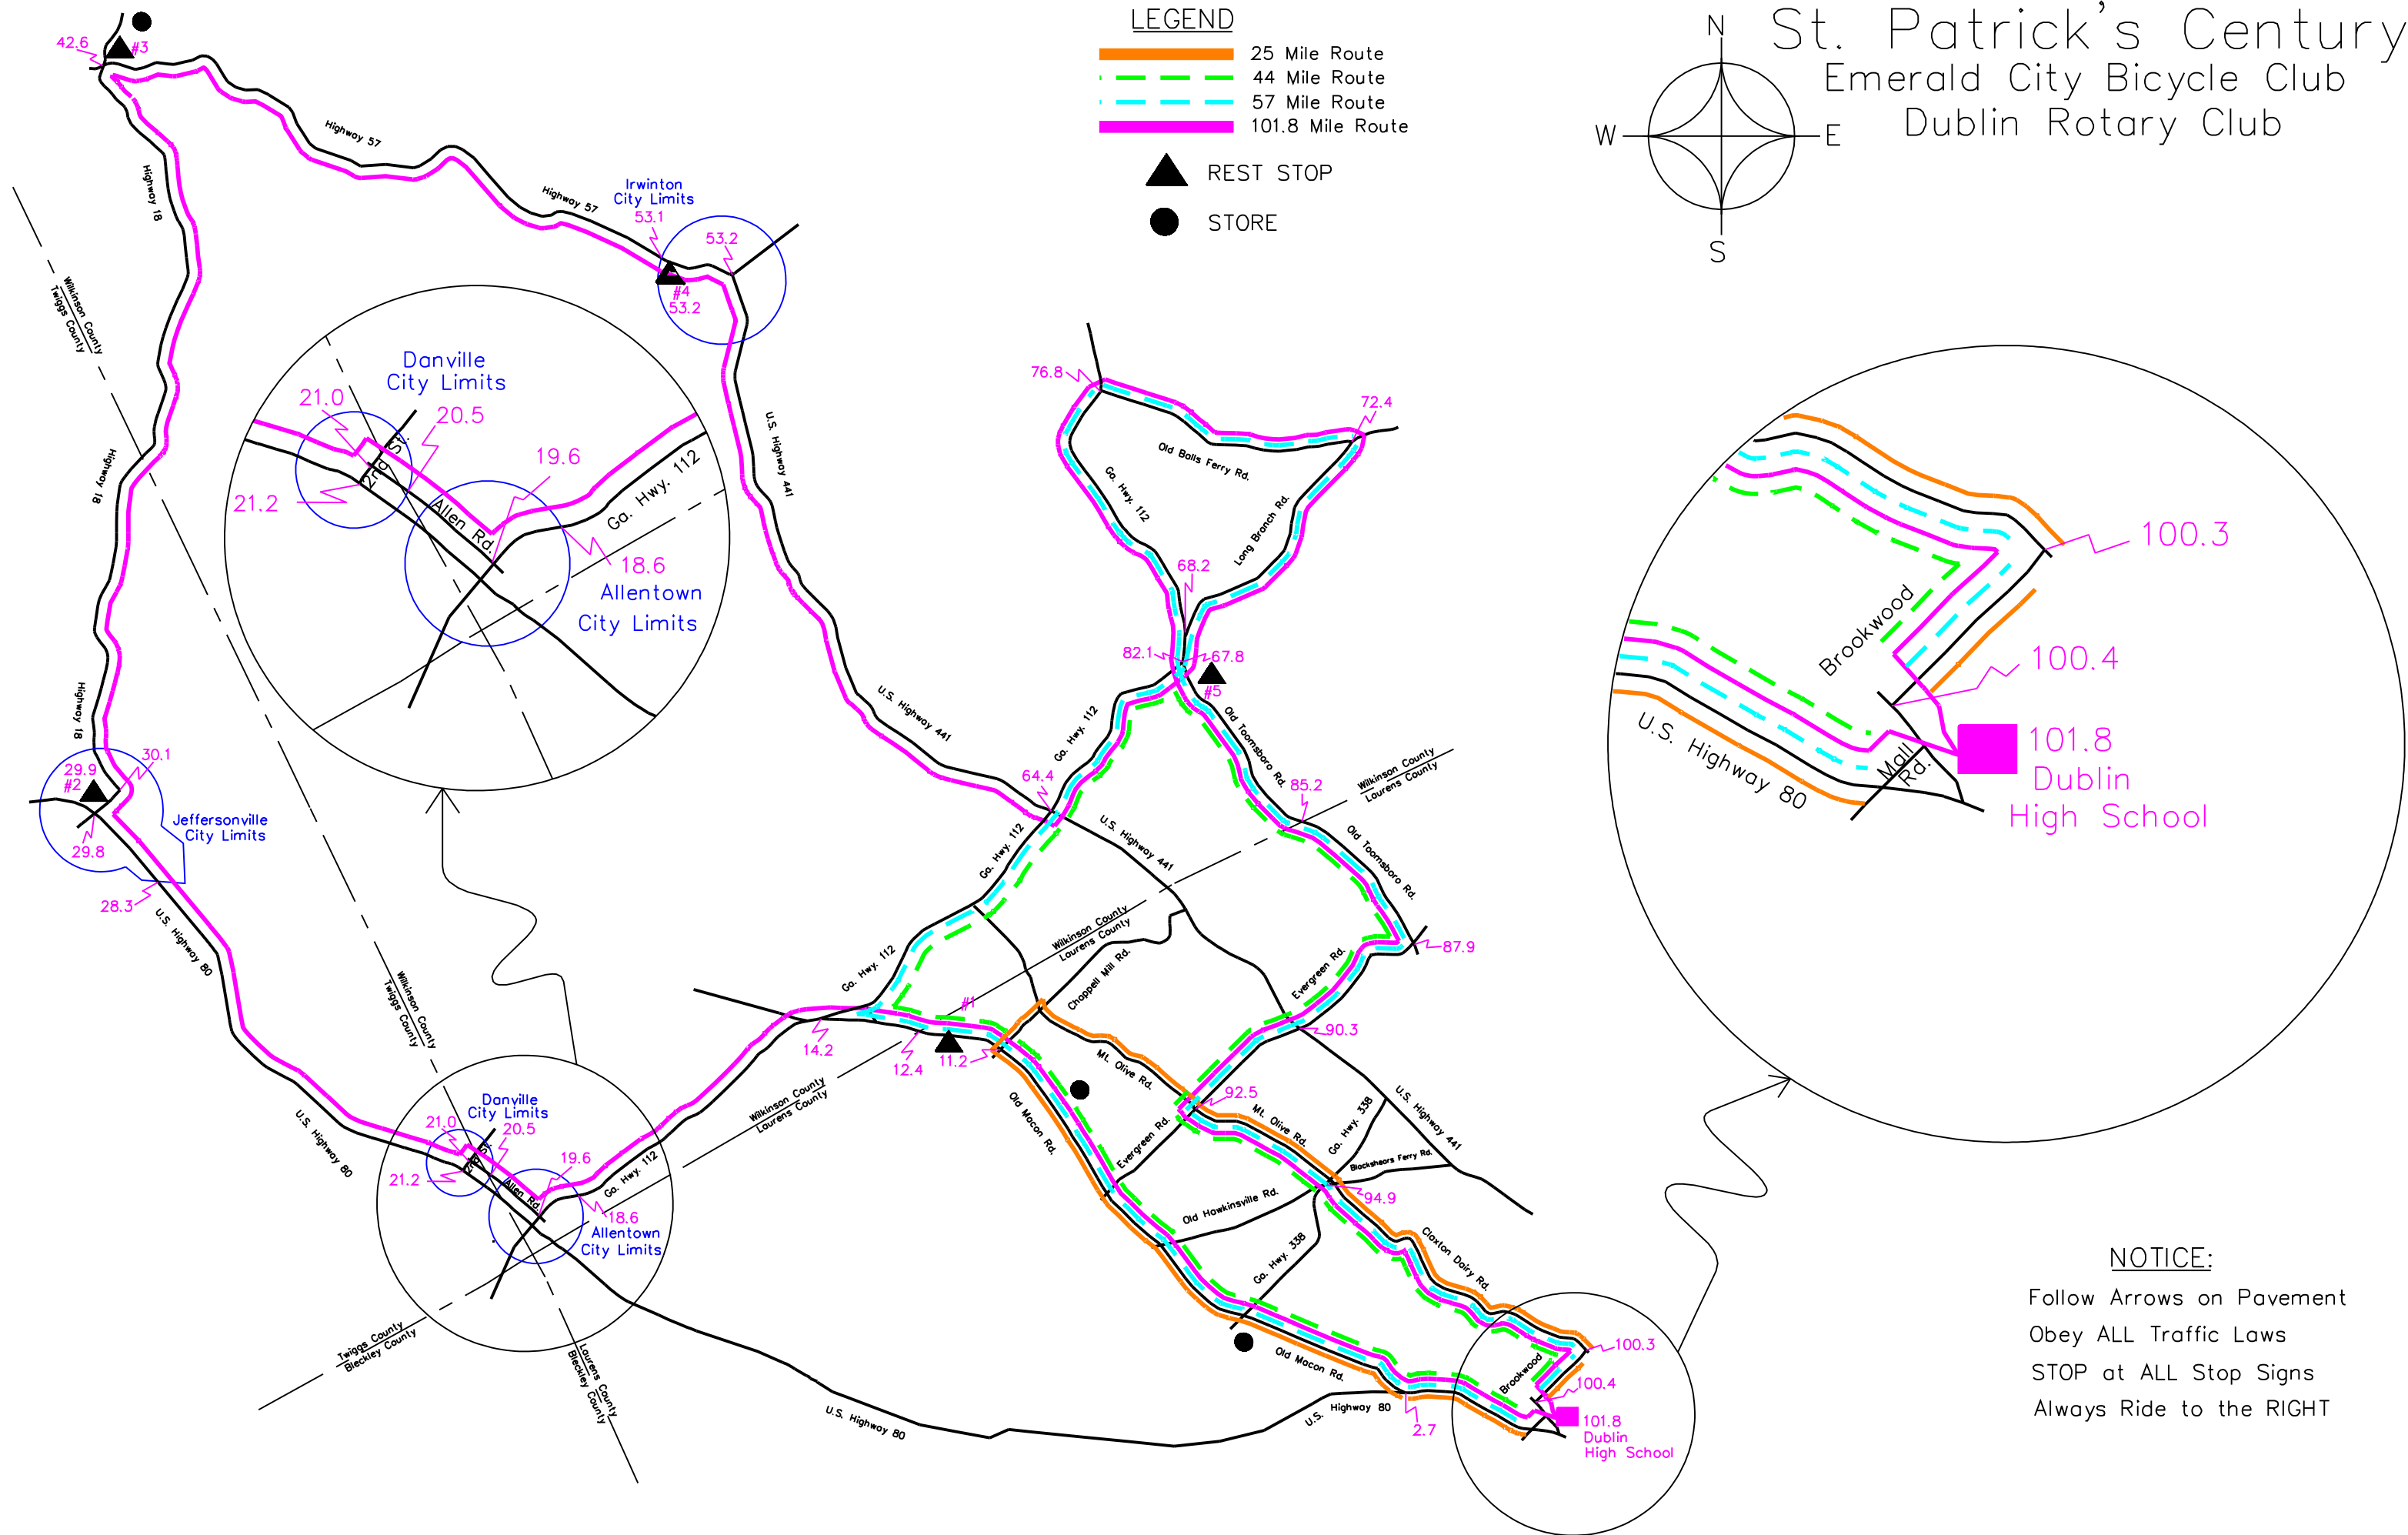 LEGEND
25 Mile Route
44 Mile Route
57 Mile Route
101.8 Mile Route
REST STOP
STORE
N
W
E
S
St. Patrick's Century
Emerald City Bicycle Club
Dublin Rotary Club
42.6
#3
Highway 57
Highway 57
Highway 18
Irwinton
City Limits
53.1
53.2
#4
53.2
Wilkinson County
Twiggs County
Danville
City Limits
21.0
20.5
19.6
2nd St.
21.2
Allen Rd.
Ga. Hwy. 112
18.6
Allentown
City Limits
U.S. Highway 441
Highway 18
76.8
72.4
Old Balls Ferry Rd.
Ga. Hwy. 112
Long Branch Rd.
68.2
82.1
67.8
#5
100.3
Brookwood
100.4
101.8
Dublin
High School
Mall
Rd.
U.S. Highway 80
Highway 18
30.1
29.9
#2
Jeffersonville
City Limits
29.8
28.3
U.S. Highway 80
U.S. Highway 441
Ga. Hwy. 112
Old Toomsboro Rd.
64.4
85.2
Wilkinson County
Laurens County
U.S. Highway 441
Old Toomsboro Rd.
Ga. Hwy. 112
Wilkinson County
Laurens County
Chappell Mill Rd.
87.9
Evergreen Rd.
Ga. Hwy. 112
#1
Wilkinson County
Twiggs County
14.2
12.4
11.2
90.3
Mt. Olive Rd.
92.5
Mt. Olive Rd.
Ga. Hwy. 338
U.S. Highway 441
Wilkinson County
Laurens County
Old Macon Rd.
Evergreen Rd.
Blackshears Ferry Rd.
Danville
City Limits
21.0
20.5
2nd St.
21.2
19.6
Allen Rd.
Ga. Hwy. 112
18.6
Allentown
City Limits
U.S. Highway 80
94.9
Old Hawkinsville Rd.
Ga. Hwy. 338
Claxton Dairy Rd.
Twiggs County
Bleckley County
Laurens County
Bleckley County
Old Macon Rd.
100.3
Brookwood
100.4
101.8
Dublin
High School
U.S. Highway 80
U.S. Highway 80
2.7
NOTICE:
Follow Arrows on Pavement
Obey ALL Traffic Laws
STOP at ALL Stop Signs
Always Ride to the RIGHT